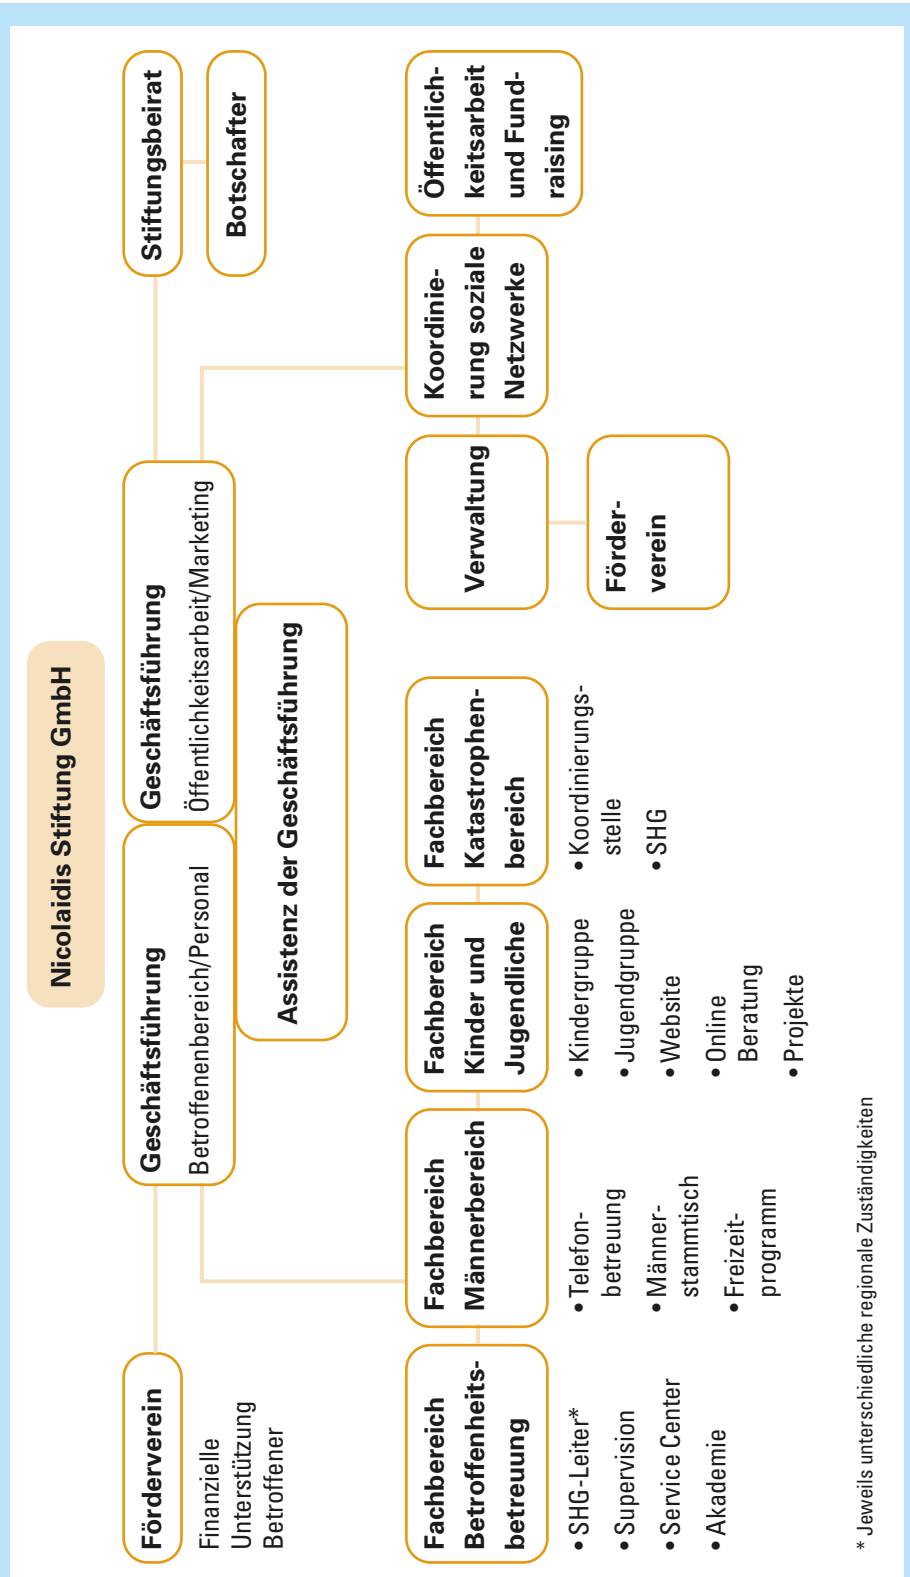 Nicolaidis Stiftung GmbH
Förderverein
Finanzielle
Unterstützung
Betroffener
Geschäftsführung
Betroffenenbereich/Personal
Geschäftsführung
Öffentlichkeitsarbeit/Marketing
Assistenz der Geschäftsführung
Stiftungsbeirat
Botschafter
Fachbereich
Betroffenheits-
betreuung
• SHG-Leiter*
• Supervision
• Service Center
• Akademie
Fachbereich
Männerbereich
• Telefon-
betreuung
• Männer-
stammtisch
• Freizeit-
programm
Fachbereich
Kinder und
Jugendliche
• Kindergruppe
• Jugendgruppe
• Website
• Online
Beratung
• Projekte
Fachbereich
Katastrophen-
bereich
• Koordinierungs-
stelle
• SHG
Verwaltung
Förder-
verein
Koordinie-
rung soziale
Netzwerke
Öffentlich-
keitsarbeit
und Fund-
raising
* Jeweils unterschiedliche regionale Zuständigkeiten